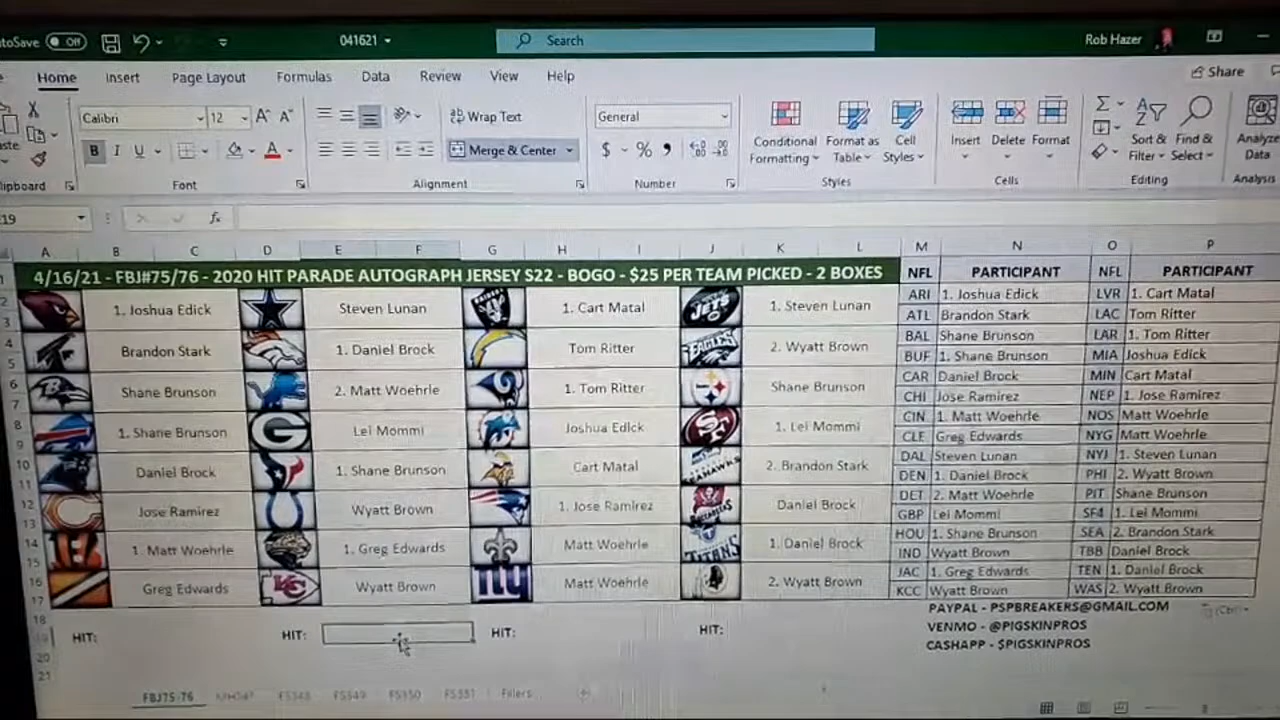 toSave Off 041621 Search Rob Hazer
Home Insert Page Layout Formulas Data Review View Help Share
Calibri 12 Wrap Text General
Conditional Formatting Format as Table Cell Styles Insert Delete Format Sort & Filter Find & Select Analyze Data
B I U Merge & Center $ % 9
lipboard Font Alignment Number Styles Cells Editing Analysis
19 fx
A B C D E F G H I J K L M N O P
1 4/16/21 - FBJ#75/76 - 2020 HIT PARADE AUTOGRAPH JERSEY S22 - BOGO - $25 PER TEAM PICKED - 2 BOXES NFL PARTICIPANT NFL PARTICIPANT
1. Joshua Edick Steven Lunan 1. Cart Matal 1. Steven Lunan
Brandon Stark 1. Daniel Brock Tom Ritter 2. Wyatt Brown
Shane Brunson 2. Matt Woehrle 1. Tom Ritter Shane Brunson
1. Shane Brunson Lei Mommi Joshua Edick 1. Lei Mommi
Daniel Brock 1. Shane Brunson Cart Matal 2. Brandon Stark
Jose Ramirez Wyatt Brown 1. Jose Ramirez Daniel Brock
1. Matt Woehrle 1. Greg Edwards Matt Woehrle 1. Daniel Brock
Greg Edwards Wyatt Brown Matt Woehrle 2. Wyatt Brown
ARI 1. Joshua Edick LVR 1. Cart Matal
ATL Brandon Stark LAC Tom Ritter
BAL Shane Brunson LAR 1. Tom Ritter
BUF 1. Shane Brunson MIA Joshua Edick
CAR Daniel Brock MIN Cart Matal
CHI Jose Ramirez NEP 1. Jose Ramirez
CIN 1. Matt Woehrle NOS Matt Woehrle
CLE Greg Edwards NYG Matt Woehrle
DAL Steven Lunan NYJ 1. Steven Lunan
DEN 1. Daniel Brock PHI 2. Wyatt Brown
DET 2. Matt Woehrle PIT Shane Brunson
GBP Lei Mommi SF4 1. Lei Mommi
HOU 1. Shane Brunson SEA 2. Brandon Stark
IND Wyatt Brown TBB Daniel Brock
JAC 1. Greg Edwards TEN 1. Daniel Brock
KCC Wyatt Brown WAS 2. Wyatt Brown
PAYPAL - PSPBREAKERS@GMAIL.COM
VENMO - @PIGSKINPROS
CASHAPP - $PIGSKINPROS
HIT: HIT: HIT: HIT:
FBJ75-76 FS348 FS349 FS350 FS351 Fillers